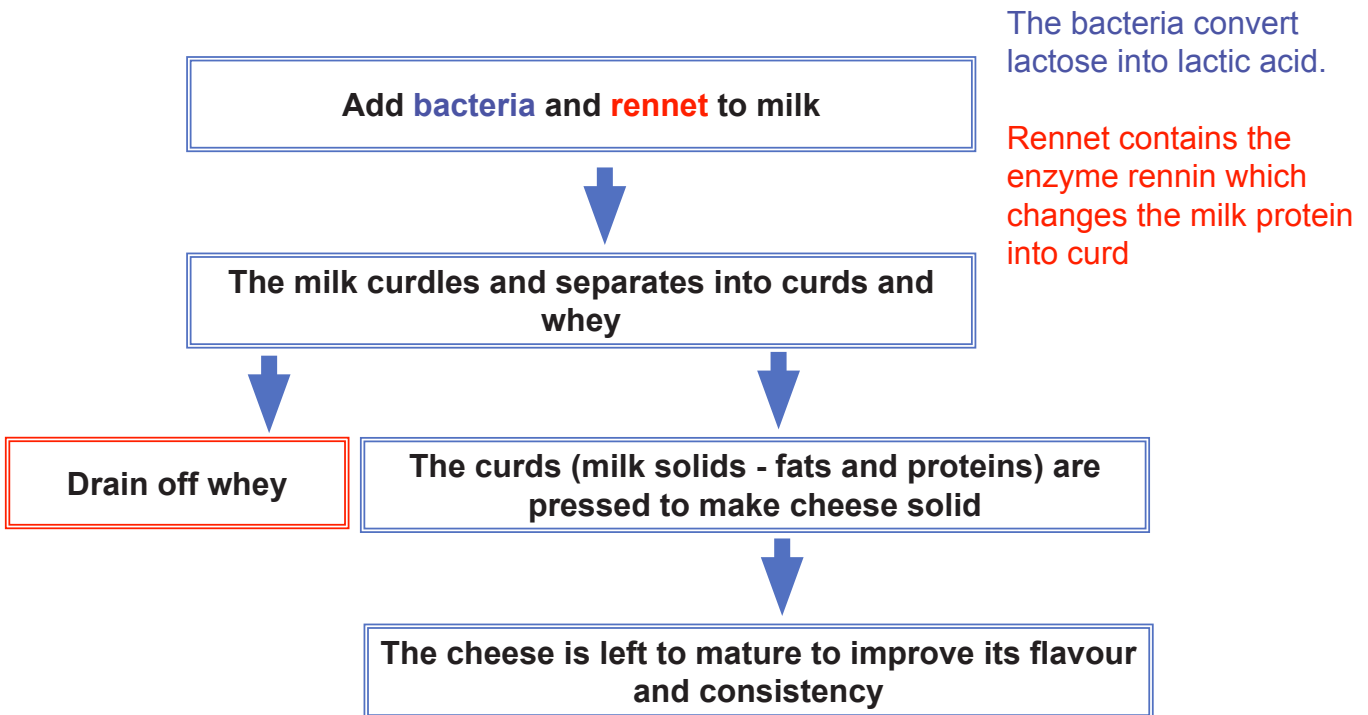 The bacteria convert
lactose into lactic acid.
Add bacteria and rennet to milk
Rennet contains the
enzyme rennin which
changes the milk protein
into curd
The milk curdles and separates into curds and
whey
Drain off whey
The curds (milk solids - fats and proteins) are
pressed to make cheese solid
The cheese is left to mature to improve its flavour
and consistency